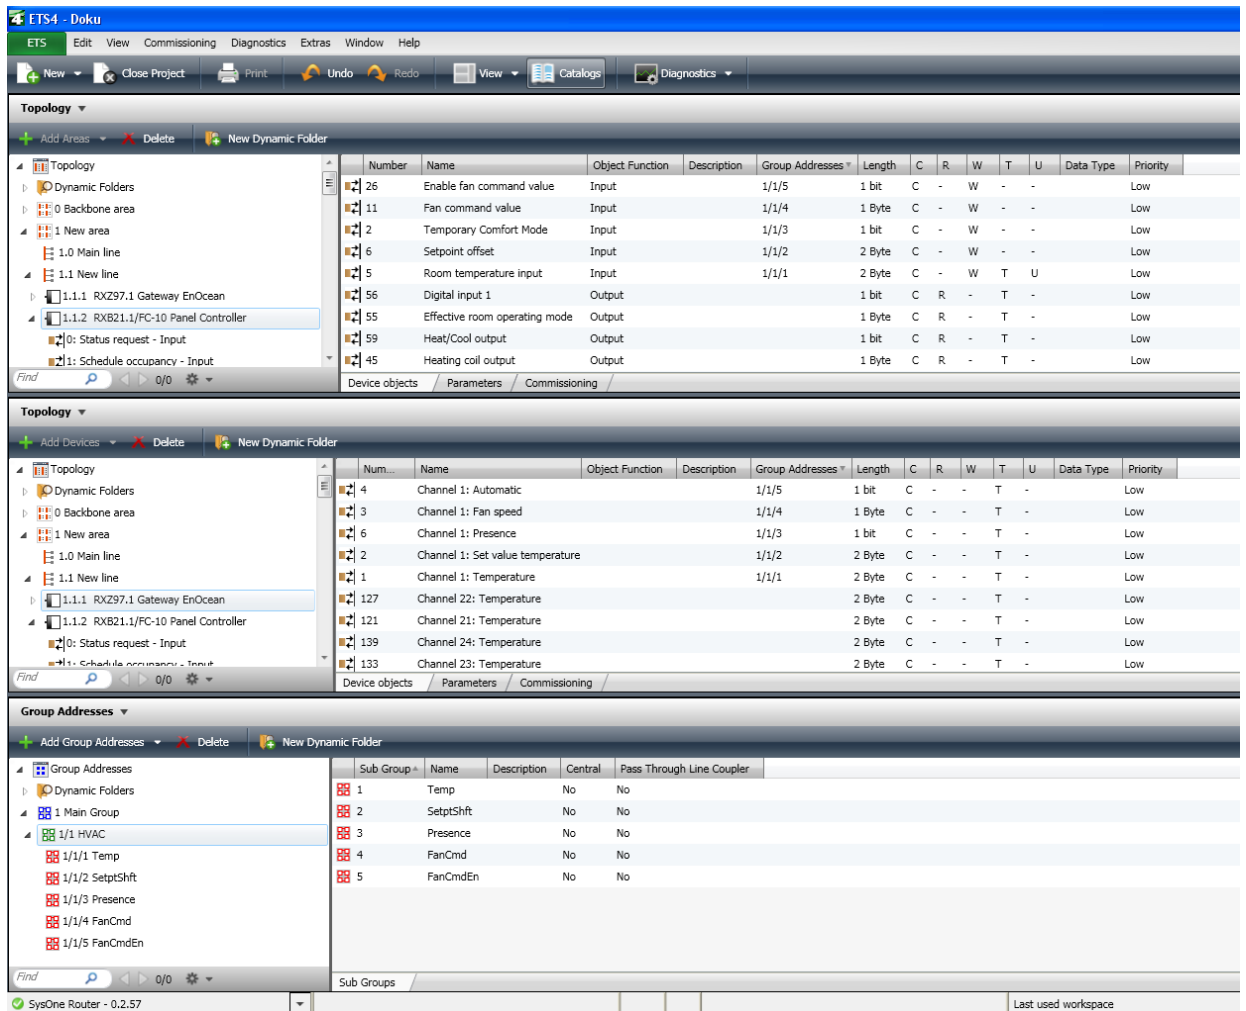 ETS4 - Doku
ETS Edit View Commissioning Diagnostics Extras Window Help
New Close Project Print Undo Redo View Catalogs Diagnostics
Topology
Add Areas Delete New Dynamic Folder
Topology
Dynamic Folders
0 Backbone area
1 New area
1.0 Main line
1.1 New line
1.1.1 RXZ97.1 Gateway EnOcean
1.1.2 RXB21.1/FC-10 Panel Controller
0: Status request - Input
1: Schedule occupancy - Input
Find 0/0
Number Name Object Function Description Group Addresses Length C R W T U Data Type Priority
26 Enable fan command value Input 1/1/5 1 bit C - W - - Low
11 Fan command value Input 1/1/4 1 Byte C - W - - Low
2 Temporary Comfort Mode Input 1/1/3 1 bit C - W - - Low
6 Setpoint offset Input 1/1/2 2 Byte C - W - - Low
5 Room temperature input Input 1/1/1 2 Byte C - W T U Low
56 Digital input 1 Output 1 bit C R - T - Low
55 Effective room operating mode Output 1 Byte C R - T - Low
59 Heat/Cool output Output 1 bit C R - T - Low
45 Heating coil output Output 1 Byte C R - T - Low
Device objects Parameters Commissioning
Topology
Add Devices Delete New Dynamic Folder
Topology
Dynamic Folders
0 Backbone area
1 New area
1.0 Main line
1.1 New line
1.1.1 RXZ97.1 Gateway EnOcean
1.1.2 RXB21.1/FC-10 Panel Controller
0: Status request - Input
1: Schedule occupancy - Input
Find 0/0
Num... Name Object Function Description Group Addresses Length C R W T U Data Type Priority
4 Channel 1: Automatic 1/1/5 1 bit C - - T - Low
3 Channel 1: Fan speed 1/1/4 1 Byte C - - T - Low
6 Channel 1: Presence 1/1/3 1 bit C - - T - Low
2 Channel 1: Set value temperature 1/1/2 2 Byte C - - T - Low
1 Channel 1: Temperature 1/1/1 2 Byte C - - T - Low
127 Channel 22: Temperature 2 Byte C - - T - Low
121 Channel 21: Temperature 2 Byte C - - T - Low
139 Channel 24: Temperature 2 Byte C - - T - Low
133 Channel 23: Temperature 2 Byte C - - T - Low
Device objects Parameters Commissioning
Group Addresses
Add Group Addresses Delete New Dynamic Folder
Group Addresses
Dynamic Folders
1 Main Group
1/1 HVAC
1/1/1 Temp
1/1/2 SetptShft
1/1/3 Presence
1/1/4 FanCmd
1/1/5 FanCmdEn
Find 0/0
Sub Group Name Description Central Pass Through Line Coupler
1 Temp No No
2 SetptShft No No
3 Presence No No
4 FanCmd No No
5 FanCmdEn No No
Sub Groups
SysOne Router - 0.2.57 Last used workspace